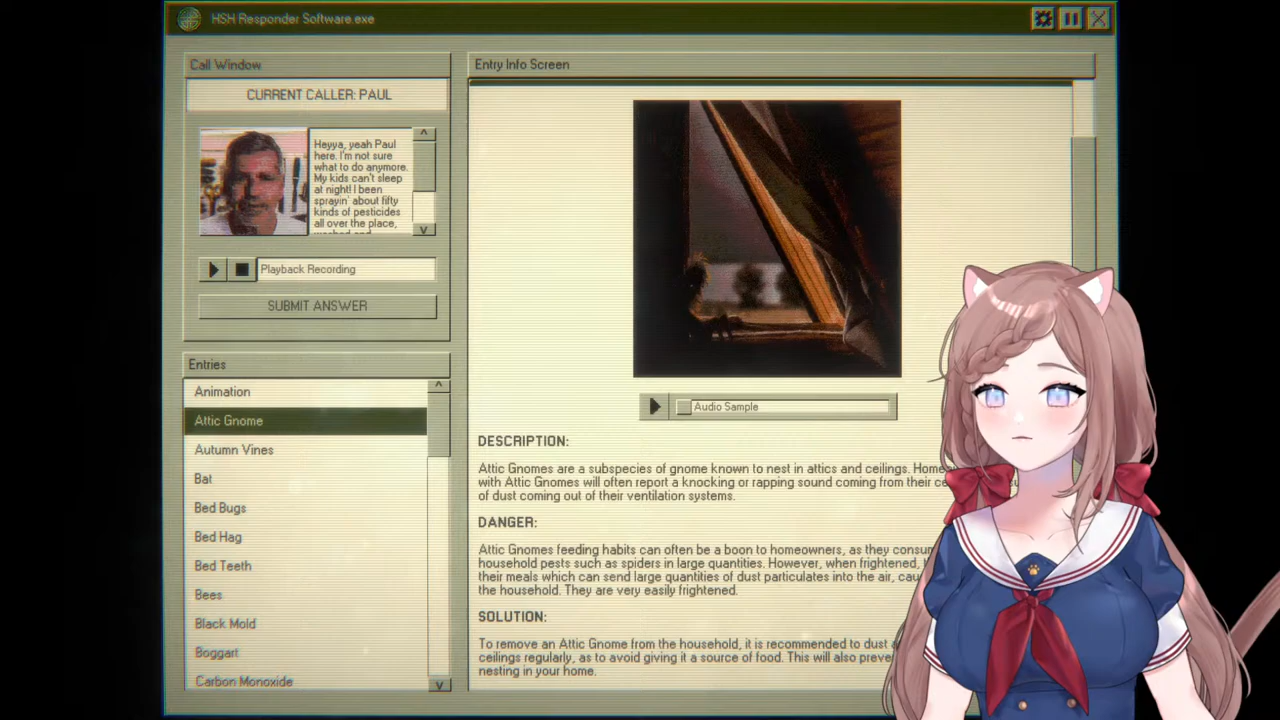 HSH Responder Software.exe
Call Window
CURRENT CALLER: PAUL
Heyya, yeah Paul
here. I'm not sure
what to do anymore.
My kids can't sleep
at night! I been
sprayin' about fifty
kinds of pesticides
all over the place,
Playback Recording
SUBMIT ANSWER
Entries
Animation
Attic Gnome
Autumn Vines
Bat
Bed Bugs
Bed Hag
Bed Teeth
Bees
Black Mold
Boggart
Carbon Monoxide
Entry Info Screen
Audio Sample
DESCRIPTION:
Attic Gnomes are a subspecies of gnome known to nest in attics and ceilings.
with Attic Gnomes will often report a knocking or rapping sound coming from their
of dust coming out of their ventilation systems.
DANGER:
Attic Gnomes feeding habits can often be a boon to homeowners, as they
household pests such as spiders in large quantities. However, when frightened,
their meals which can send large quantities of dust particulates into the air,
the household. They are very easily frightened.
SOLUTION:
To remove an Attic Gnome from the household, it is recommended to dust
ceilings regularly, as to avoid giving it a source of food. This will also
nesting in your home.